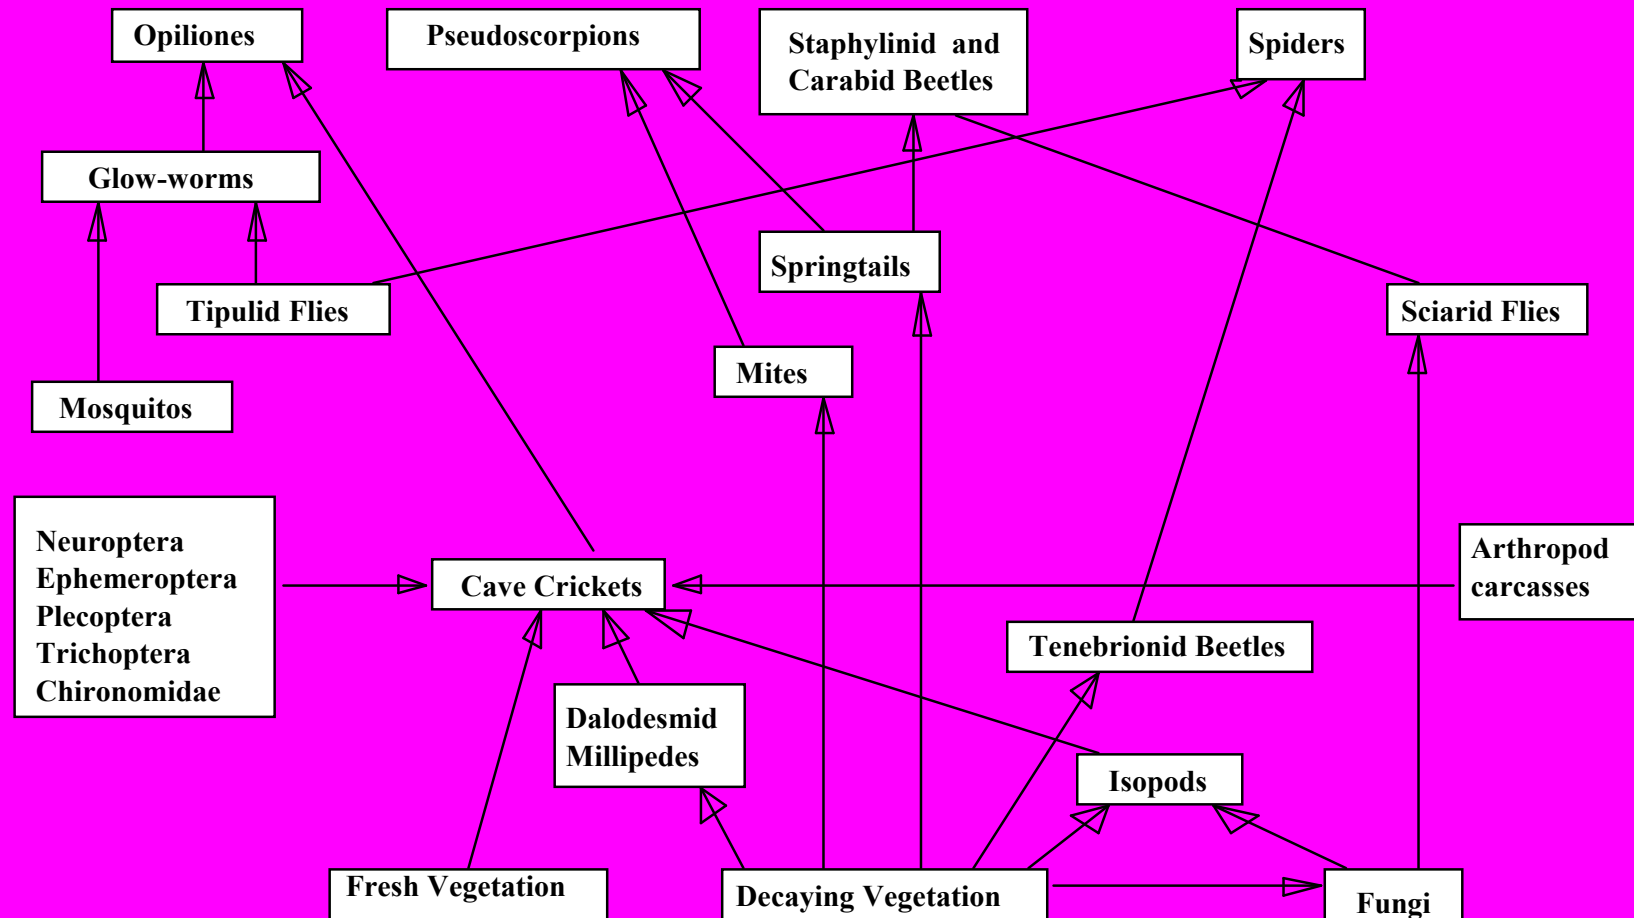 Opiliones
Pseudoscorpions
Staphylinid and
Carabid Beetles
Spiders
Glow-worms
Springtails
Tipulid Flies
Sciarid Flies
Mites
Mosquitos
Neuroptera
Ephemeroptera
Plecoptera
Trichoptera
Chironomidae
Cave Crickets
Arthropod
carcasses
Tenebrionid Beetles
Dalodesmid
Millipedes
Isopods
Fresh Vegetation
Decaying Vegetation
Fungi